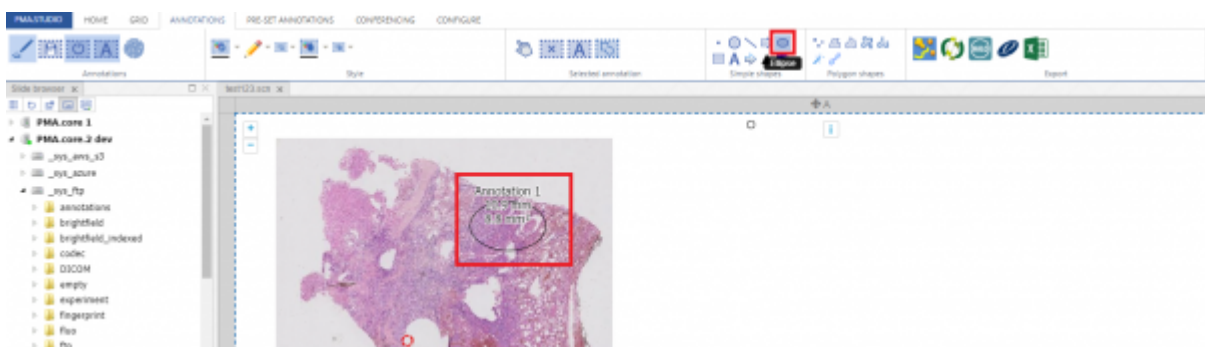 PMA.STUDIO HOME GRID ANNOTATIONS PRE-SET ANNOTATIONS CONFERENCING CONFIGURE
A
A
A
Ellipse
Annotations Style Selected annotation Simple shapes Polygon shapes Export
Slide browser test123.scn
A
PMA.core 1
PMA.core.2 dev
_sys_aws_s3
_sys_azure
_sys_ftp
annotations
brightfield
brightfield_indexed
codec
DICOM
empty
experiment
fingerprint
fluo
Annotation 1